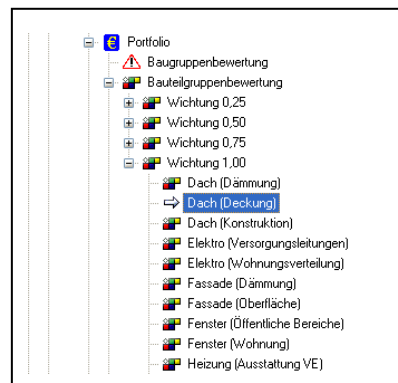 Portfolio
Baugruppenbewertung
Bauteilgruppenbewertung
Wichtung 0,25
Wichtung 0,50
Wichtung 0,75
Wichtung 1,00
Dach (Dämmung)
Dach (Deckung)
Dach (Konstruktion)
Elektro (Versorgungsleitungen)
Elektro (Wohnungsverteilung)
Fassade (Dämmung)
Fassade (Oberfläche)
Fenster (Öffentliche Bereiche)
Fenster (Wohnung)
Heizung (Ausstattung VE)